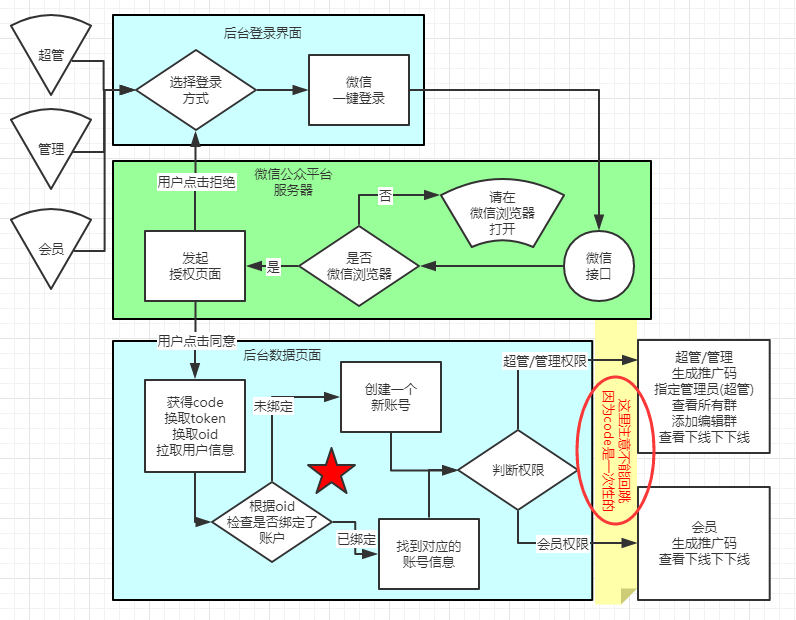 后台登录界面
超管
选择登录
方式
微信
一键登录
管理
用户点击拒绝
微信公众平台
服务器
否
请在
微信浏览器
打开
会员
发起
授权页面
是
是否
微信浏览器
微信
接口
用户点击同意
后台数据页面
超管/管理权限
超管/管理
生成推广码
指定管理员(超管)
查看所有群
添加编辑群
查看下线下下线
获得code
换取token
换取oid
拉取用户信息
未绑定
创建一个
新账号
这里注意不能回跳
因为code是一次性的
判断权限
根据oid
检查是否绑定了
账户
已绑定
找到对应的
账号信息
会员权限
会员
生成推广码
查看下线下下线